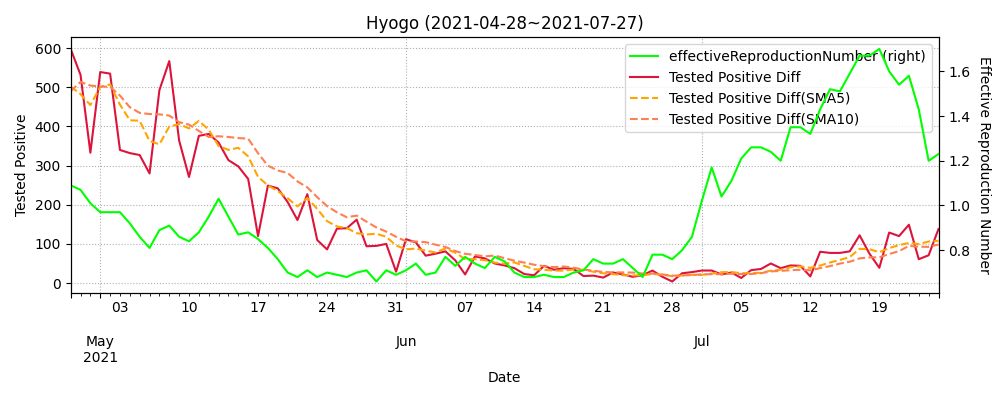 Hyogo (2021-04-28~2021-07-27)
effectiveReproductionNumber (right)
Tested Positive Diff
Tested Positive Diff(SMA5)
Tested Positive Diff(SMA10)
Tested Positive
600
500
400
300
200
100
0
1.6
1.4
1.2
1.0
0.8
Effective Reproduction Number
03 10 17 24 31 07 14 21 28 05 12 19
May Jun Jul
2021
Date